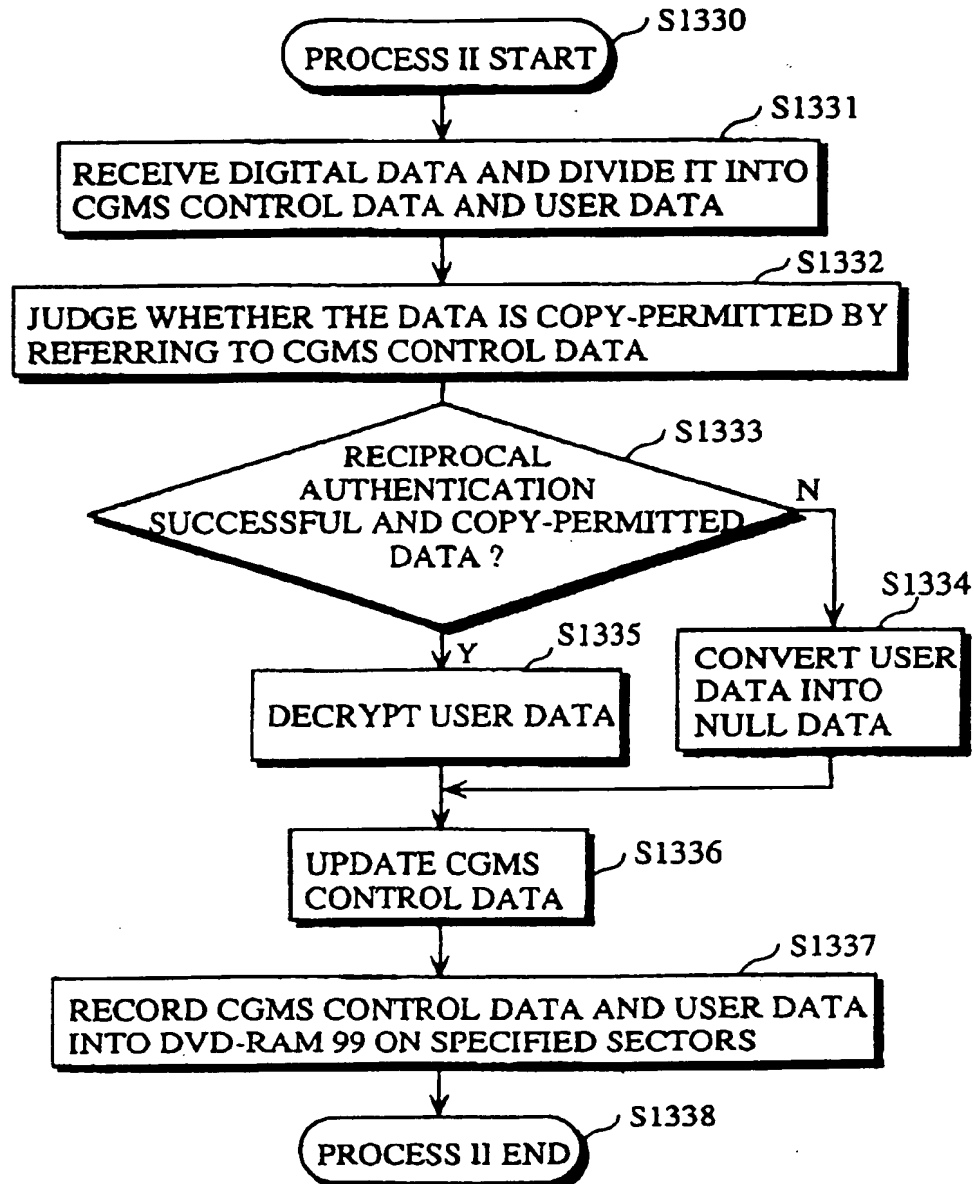 S1330
PROCESS II START
S1331
RECEIVE DIGITAL DATA AND DIVIDE IT INTO
CGMS CONTROL DATA AND USER DATA
S1332
JUDGE WHETHER THE DATA IS COPY-PERMITTED BY
REFERRING TO CGMS CONTROL DATA
S1333
RECIPROCAL
AUTHENTICATION
SUCCESSFUL AND COPY-PERMITTED
DATA ?
N
S1334
CONVERT USER
DATA INTO
NULL DATA
Y
S1335
DECRYPT USER DATA
UPDATE CGMS
CONTROL DATA
S1336
S1337
RECORD CGMS CONTROL DATA AND USER DATA
INTO DVD-RAM 99 ON SPECIFIED SECTORS
S1338
PROCESS II END